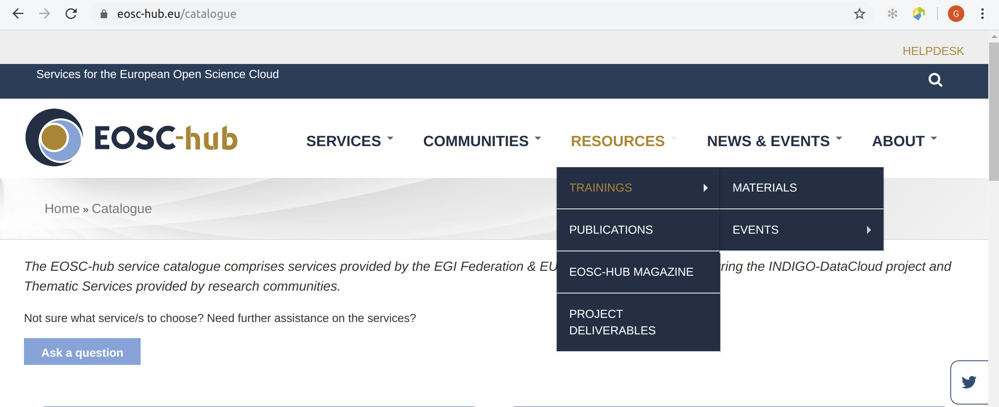 eosc-hub.eu/catalogue
G
HELPDESK
Services for the European Open Science Cloud
EOSC-hub
SERVICES
COMMUNITIES
RESOURCES
NEWS & EVENTS
ABOUT
TRAININGS
MATERIALS
PUBLICATIONS
EVENTS
EOSC-HUB MAGAZINE
PROJECT
DELIVERABLES
Home » Catalogue
The EOSC-hub service catalogue comprises services provided by the EGI Federation & EU ring the INDIGO-DataCloud project and
Thematic Services provided by research communities.
Not sure what service/s to choose? Need further assistance on the services?
Ask a question